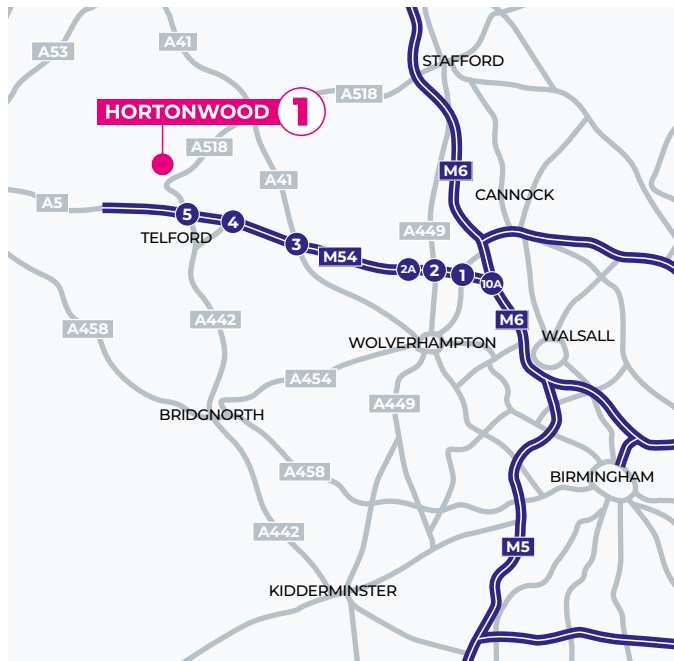 A41
A53
STAFFORD
A518
HORTONWOOD 1
A518
M6
A41
CANNOCK
A5
5
4
A449
TELFORD
3
M54
2A
2
1
10A
A442
M6
A458
WOLVERHAMPTON
WALSALL
A454
A449
BRIDGNORTH
A458
BIRMINGHAM
A442
M5
KIDDERMINSTER